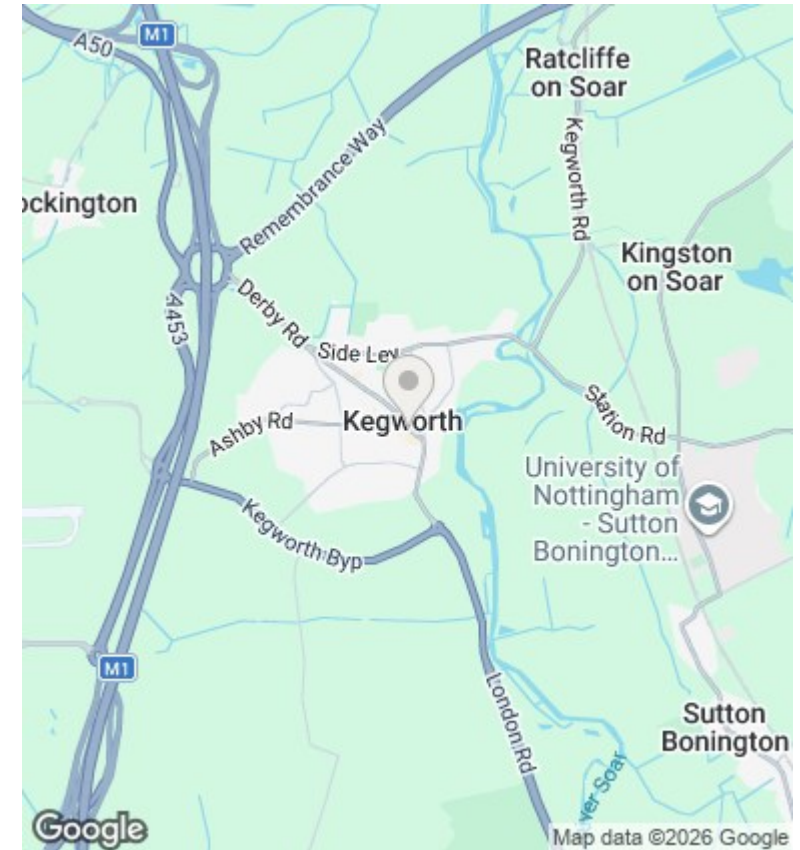 M1
A50
Ratcliffe
on Soar
Remembrance Way
Kegworth Rd
ockington
Kingston
on Soar
A453
Derby Rd
Side Ley
Ashby Rd
Kegworth
Station Rd
University of
Nottingham
- Sutton
Bonington...
Kegworth Byp
M1
London Rd
Sutton
Bonington
ver Soar
Google
Map data ©2026 Google